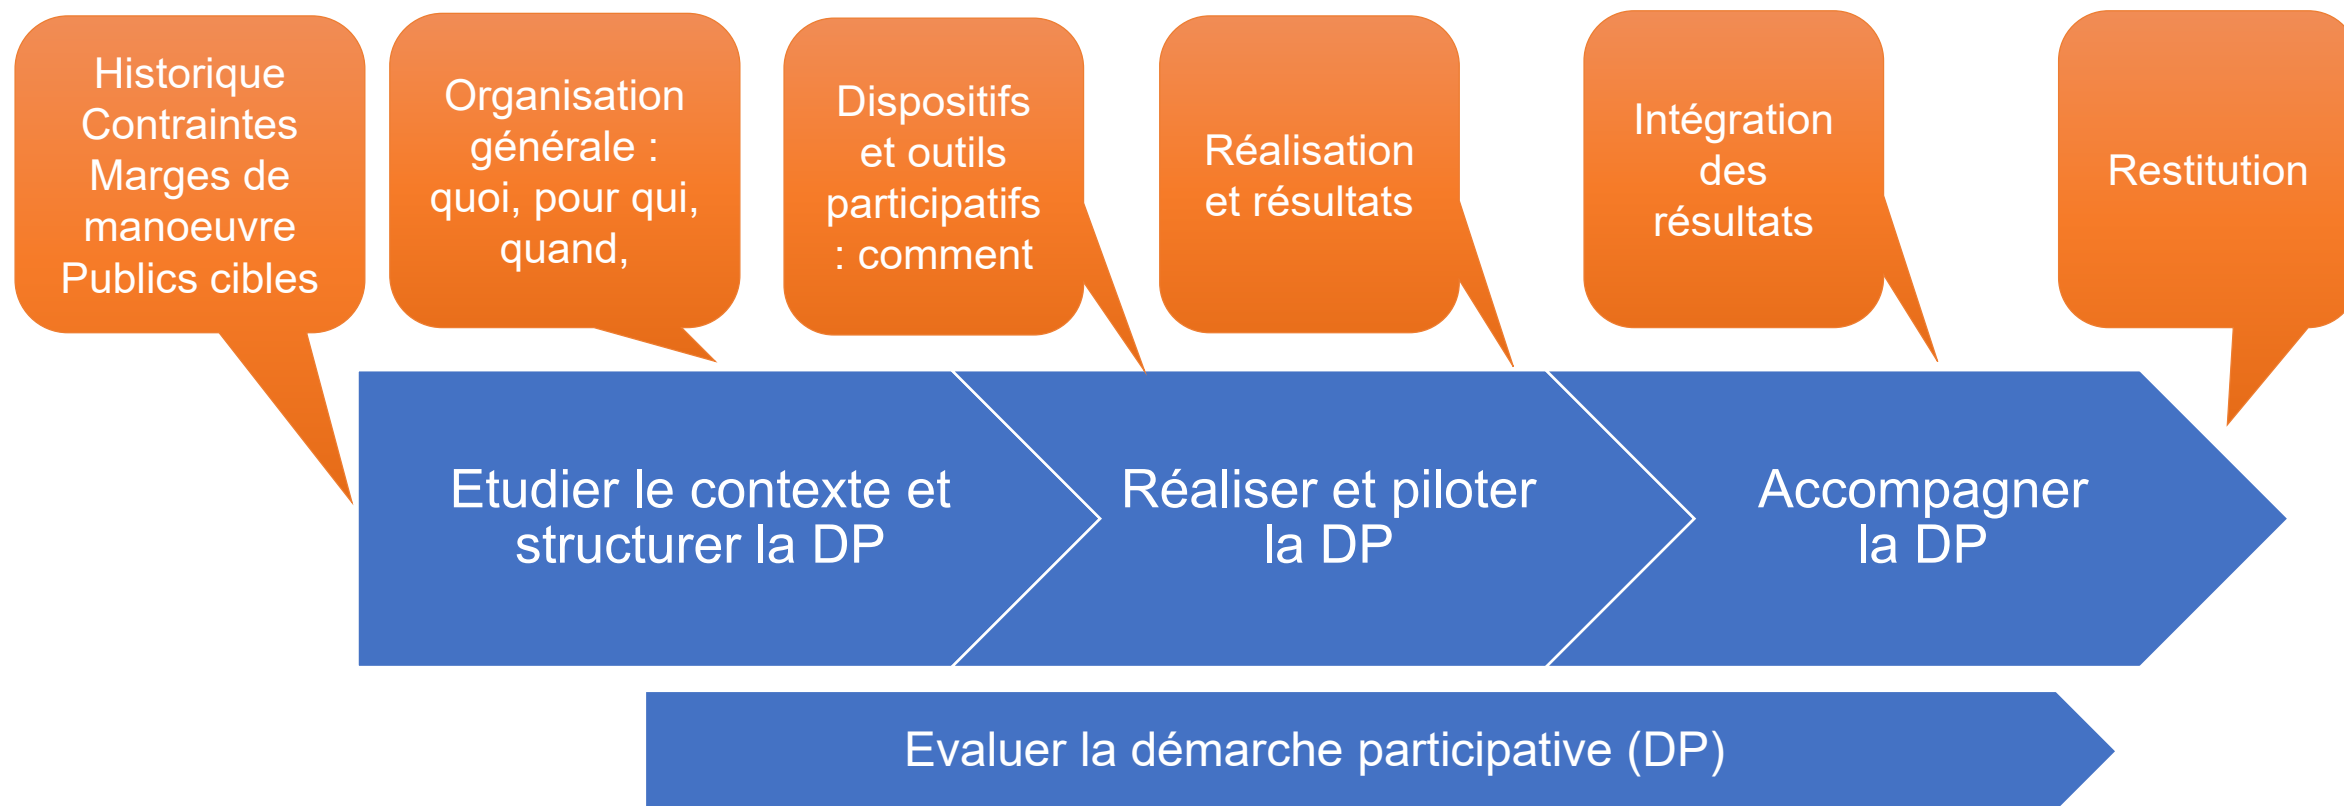 Historique
Contraintes
Marges de
manoeuvre
Publics cibles
Organisation
générale :
quoi, pour qui,
quand,
Dispositifs
et outils
participatifs
: comment
Réalisation
et résultats
Intégration
des
résultats
Restitution
Etudier le contexte et
structurer la DP
Réaliser et piloter
la DP
Accompagner
la DP
Evaluer la démarche participative (DP)